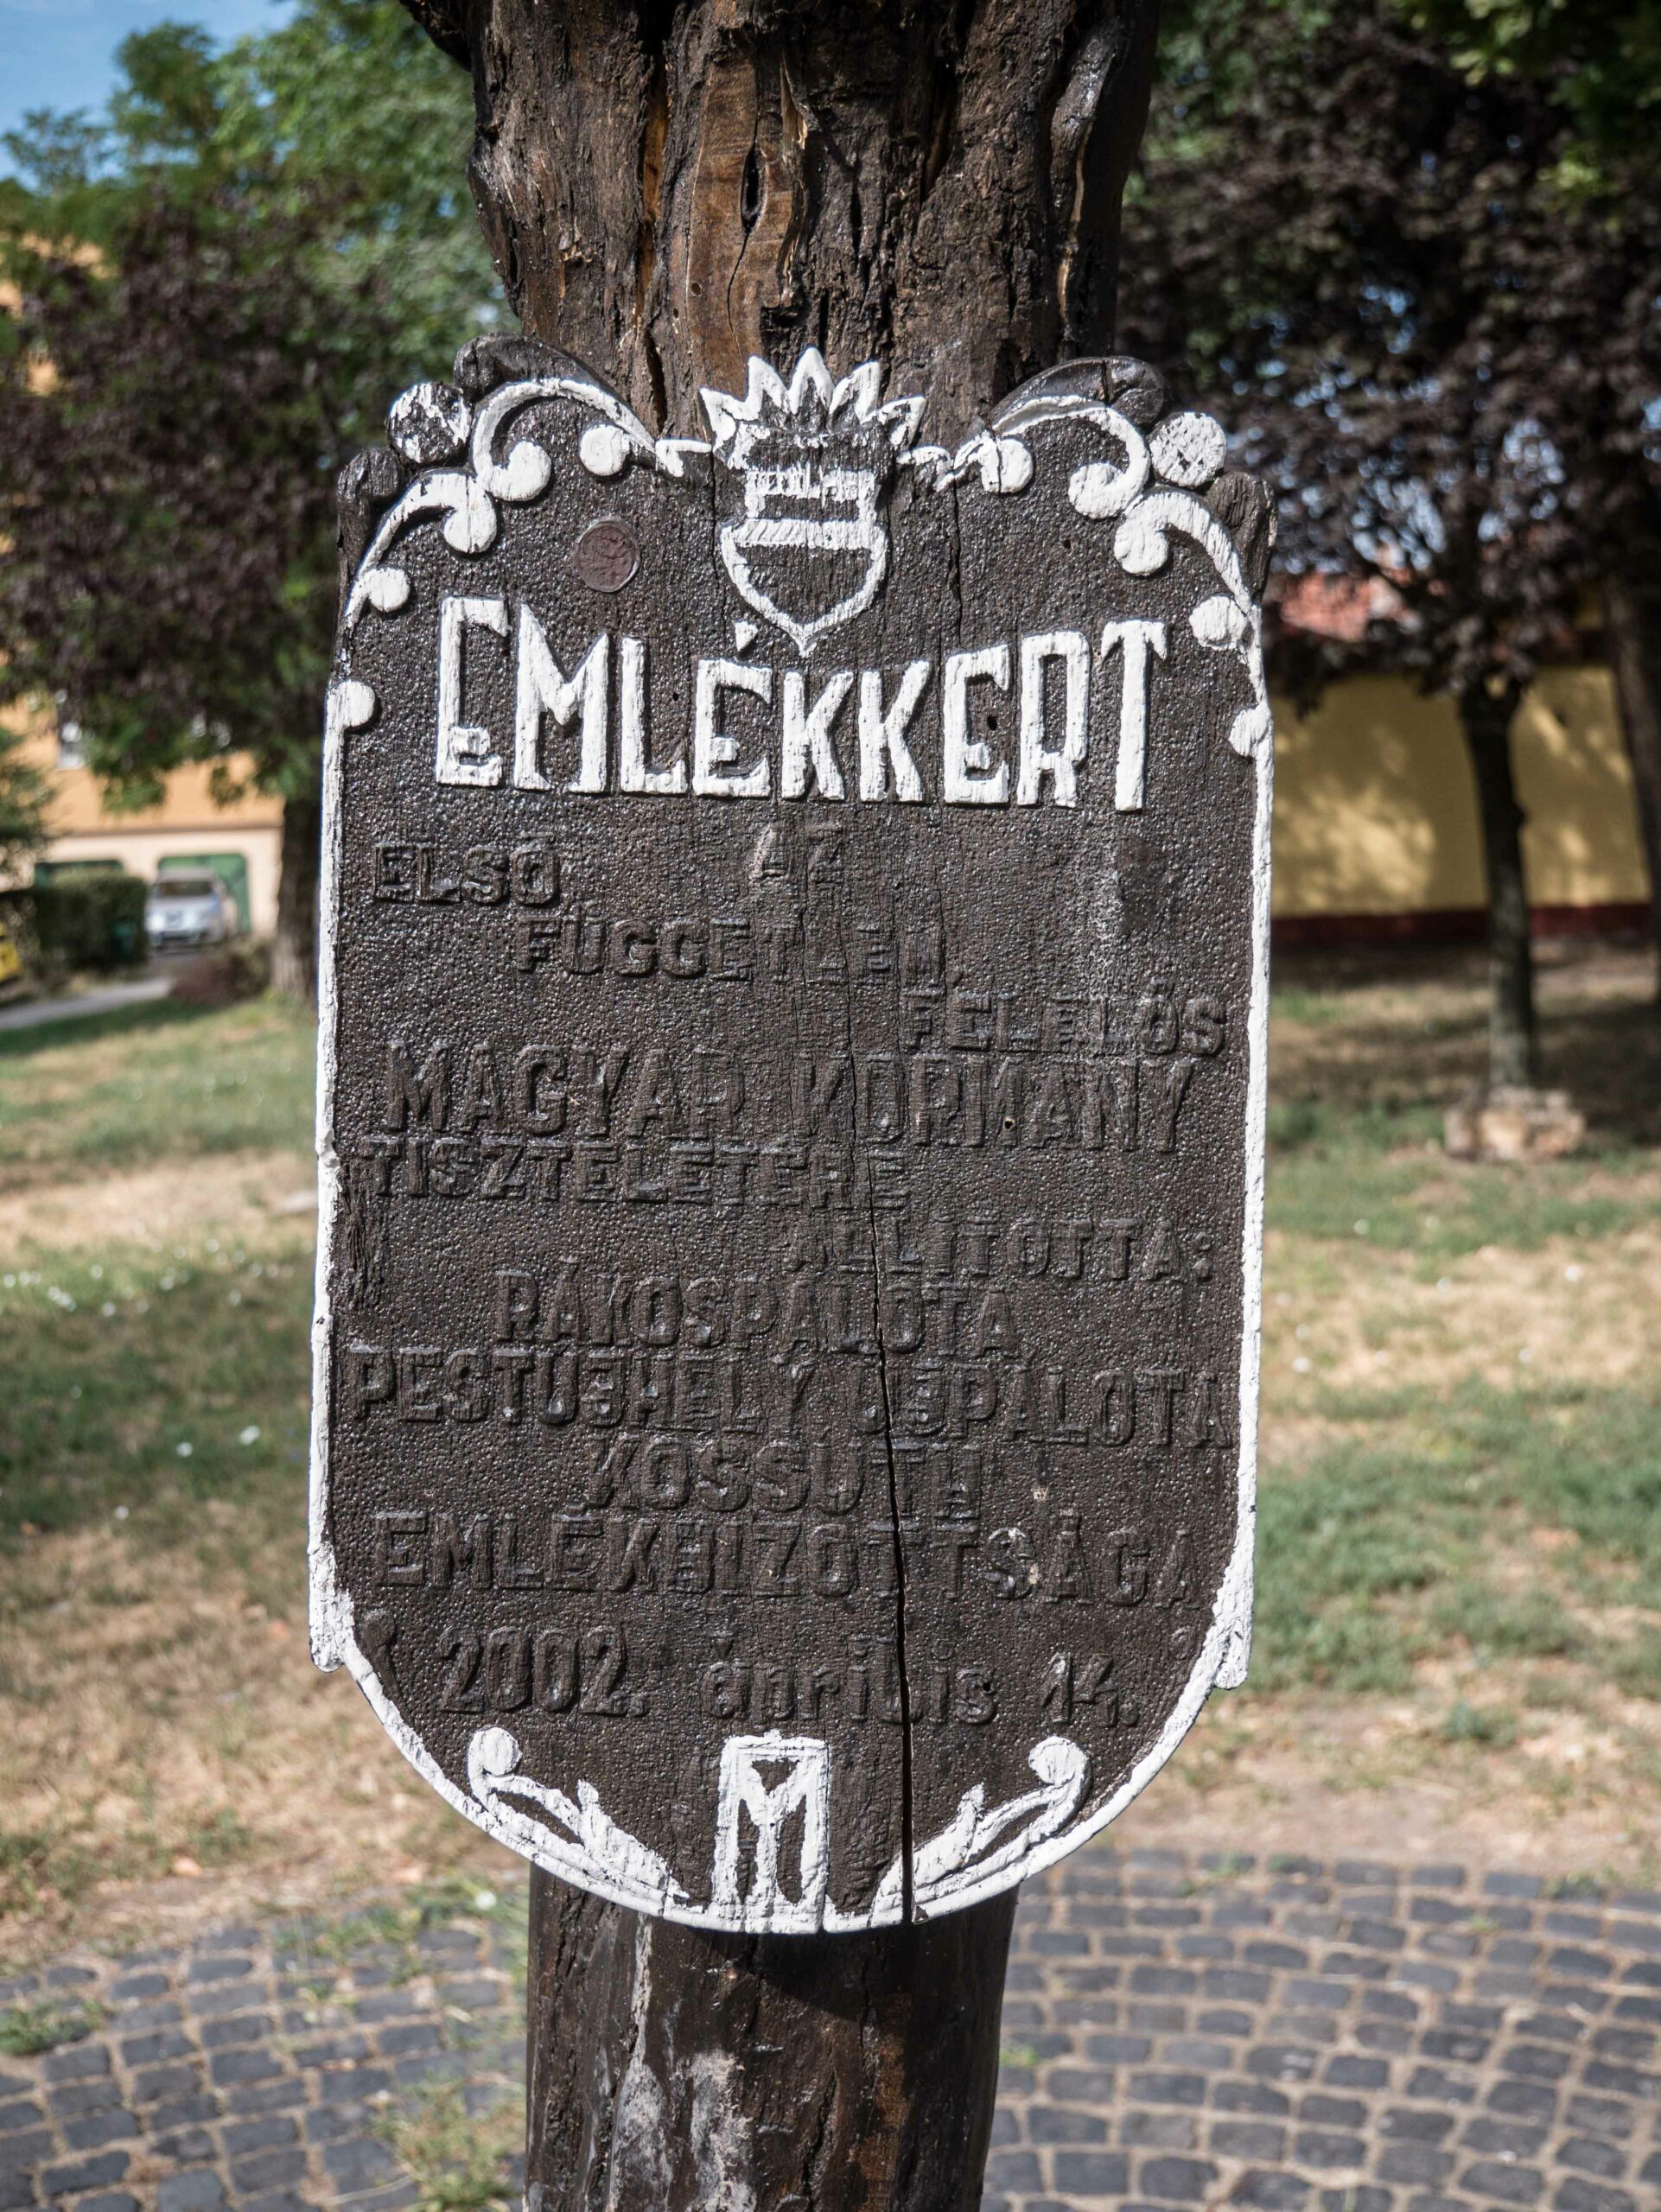 EMLÉKKERT
AZ
ELSŐ
FÜGGETLEN,
FELELŐS
MAGYAR KORMÁNY
TISZTELETÉRE
ÁLLÍTOTTA:
RÁKOSPALOTA,
PESTÚJHELY ÚJPALOTA
KOSSUTH
EMLÉKBIZOTTSÁGA
2002. április 14.
M